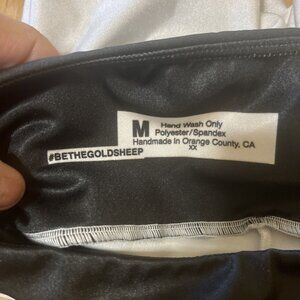 M Hand Wash Only
Polyester/Spandex
Handmade in Orange County, CA
XX
#BETHEGOLDSHEEP